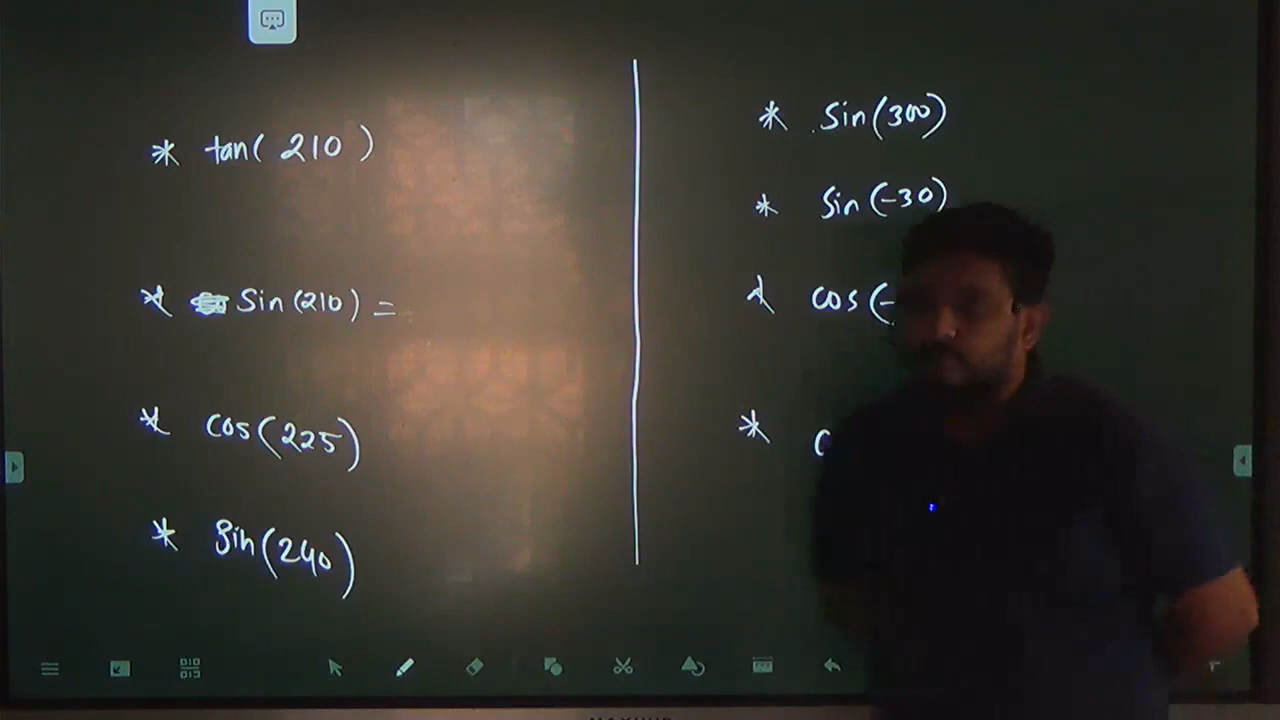 * tan( 210 )
* Sin(210) =
* cos(225)
* Sin(240)
* Sin(300)
* Sin(-30)
* cos(-
*